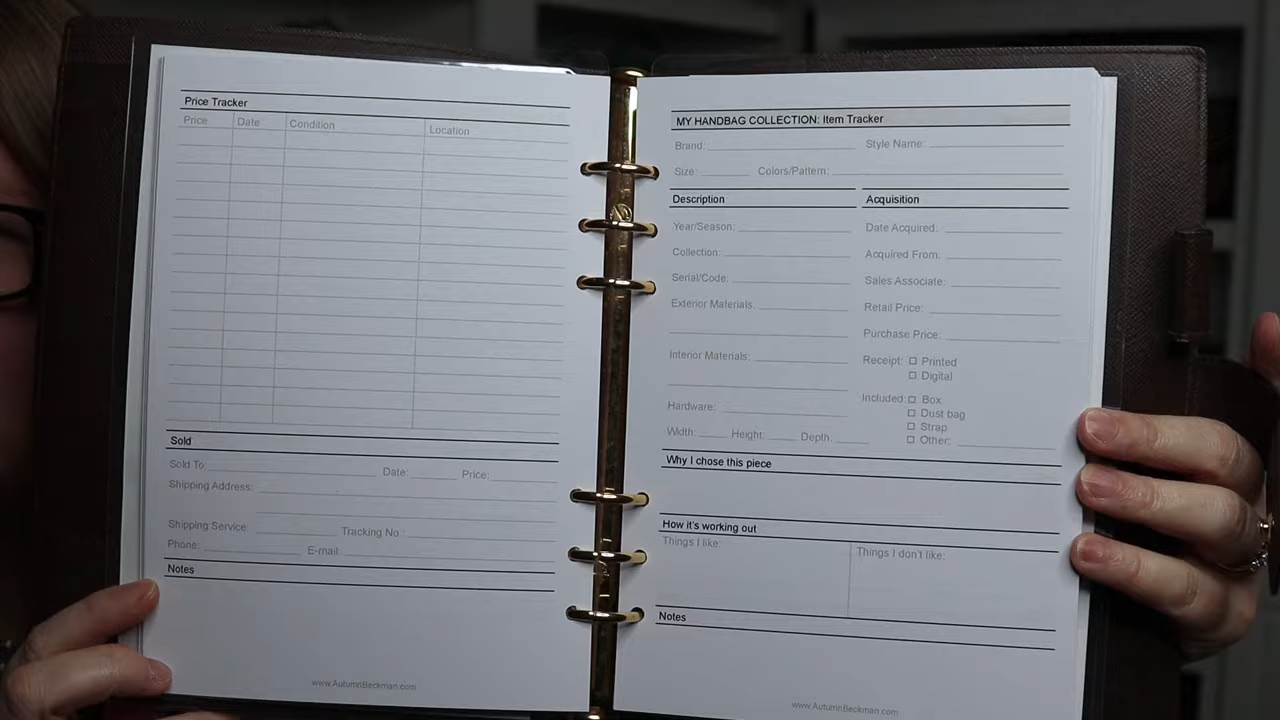 Price Tracker
Price Date Condition Location
Sold
Sold To: Date: Price:
Shipping Address:
Shipping Service: Tracking No.:
Phone: E-mail:
Notes
www.AutumnBeckman.com
MY HANDBAG COLLECTION: Item Tracker
Brand: Style Name:
Size: Colors/Pattern:
Description
Year/Season:
Collection:
Serial/Code:
Exterior Materials:
Interior Materials:
Hardware:
Width: Height: Depth:
Acquisition
Date Acquired:
Acquired From:
Sales Associate:
Retail Price:
Purchase Price:
Receipt: Printed
Digital
Included: Box
Dust bag
Strap
Other:
Why I chose this piece
How it's working out
Things I like: Things I don't like:
Notes
www.AutumnBeckman.com